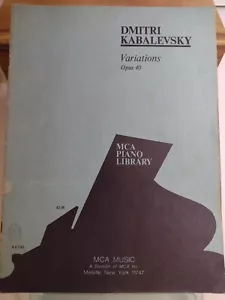 DMITRI
KABALEVSKY
Variations
Opus 40
MCA
PIANO
LIBRARY
MCA MUSIC
A Division of MCA Inc.
Melville, New York 11747